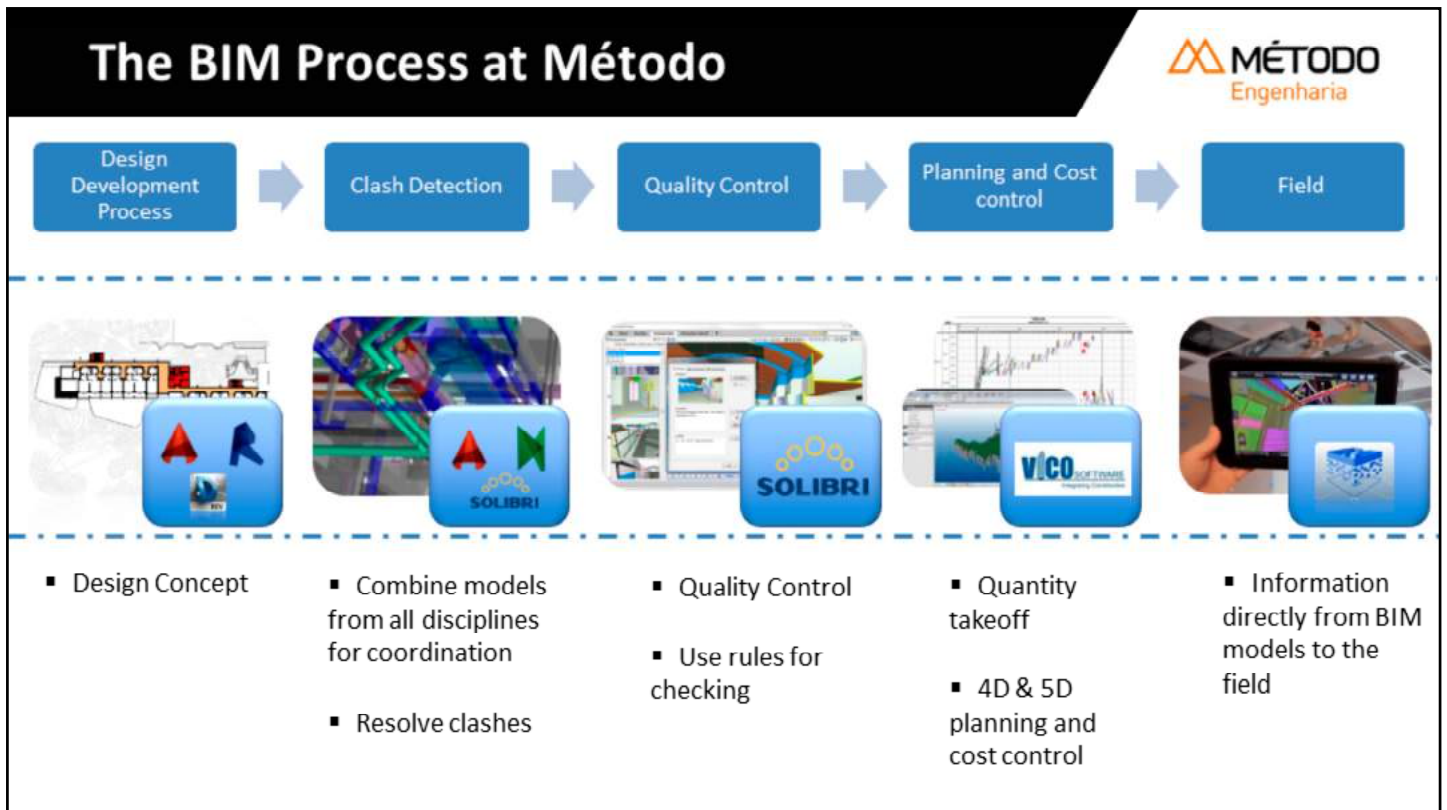 The BIM Process at Método
MÉTODO
Engenharia
Design
Development
Process
Clash Detection
Quality Control
Planning and Cost
control
Field
SOLIBRI
SOLIBRI
VICO SOFTWARE
Integrating Construction
▪ Design Concept
▪ Combine models
from all disciplines
for coordination
▪ Resolve clashes
▪ Quality Control
▪ Use rules for
checking
▪ Quantity
takeoff
▪ 4D & 5D
planning and
cost control
▪ Information
directly from BIM
models to the
field